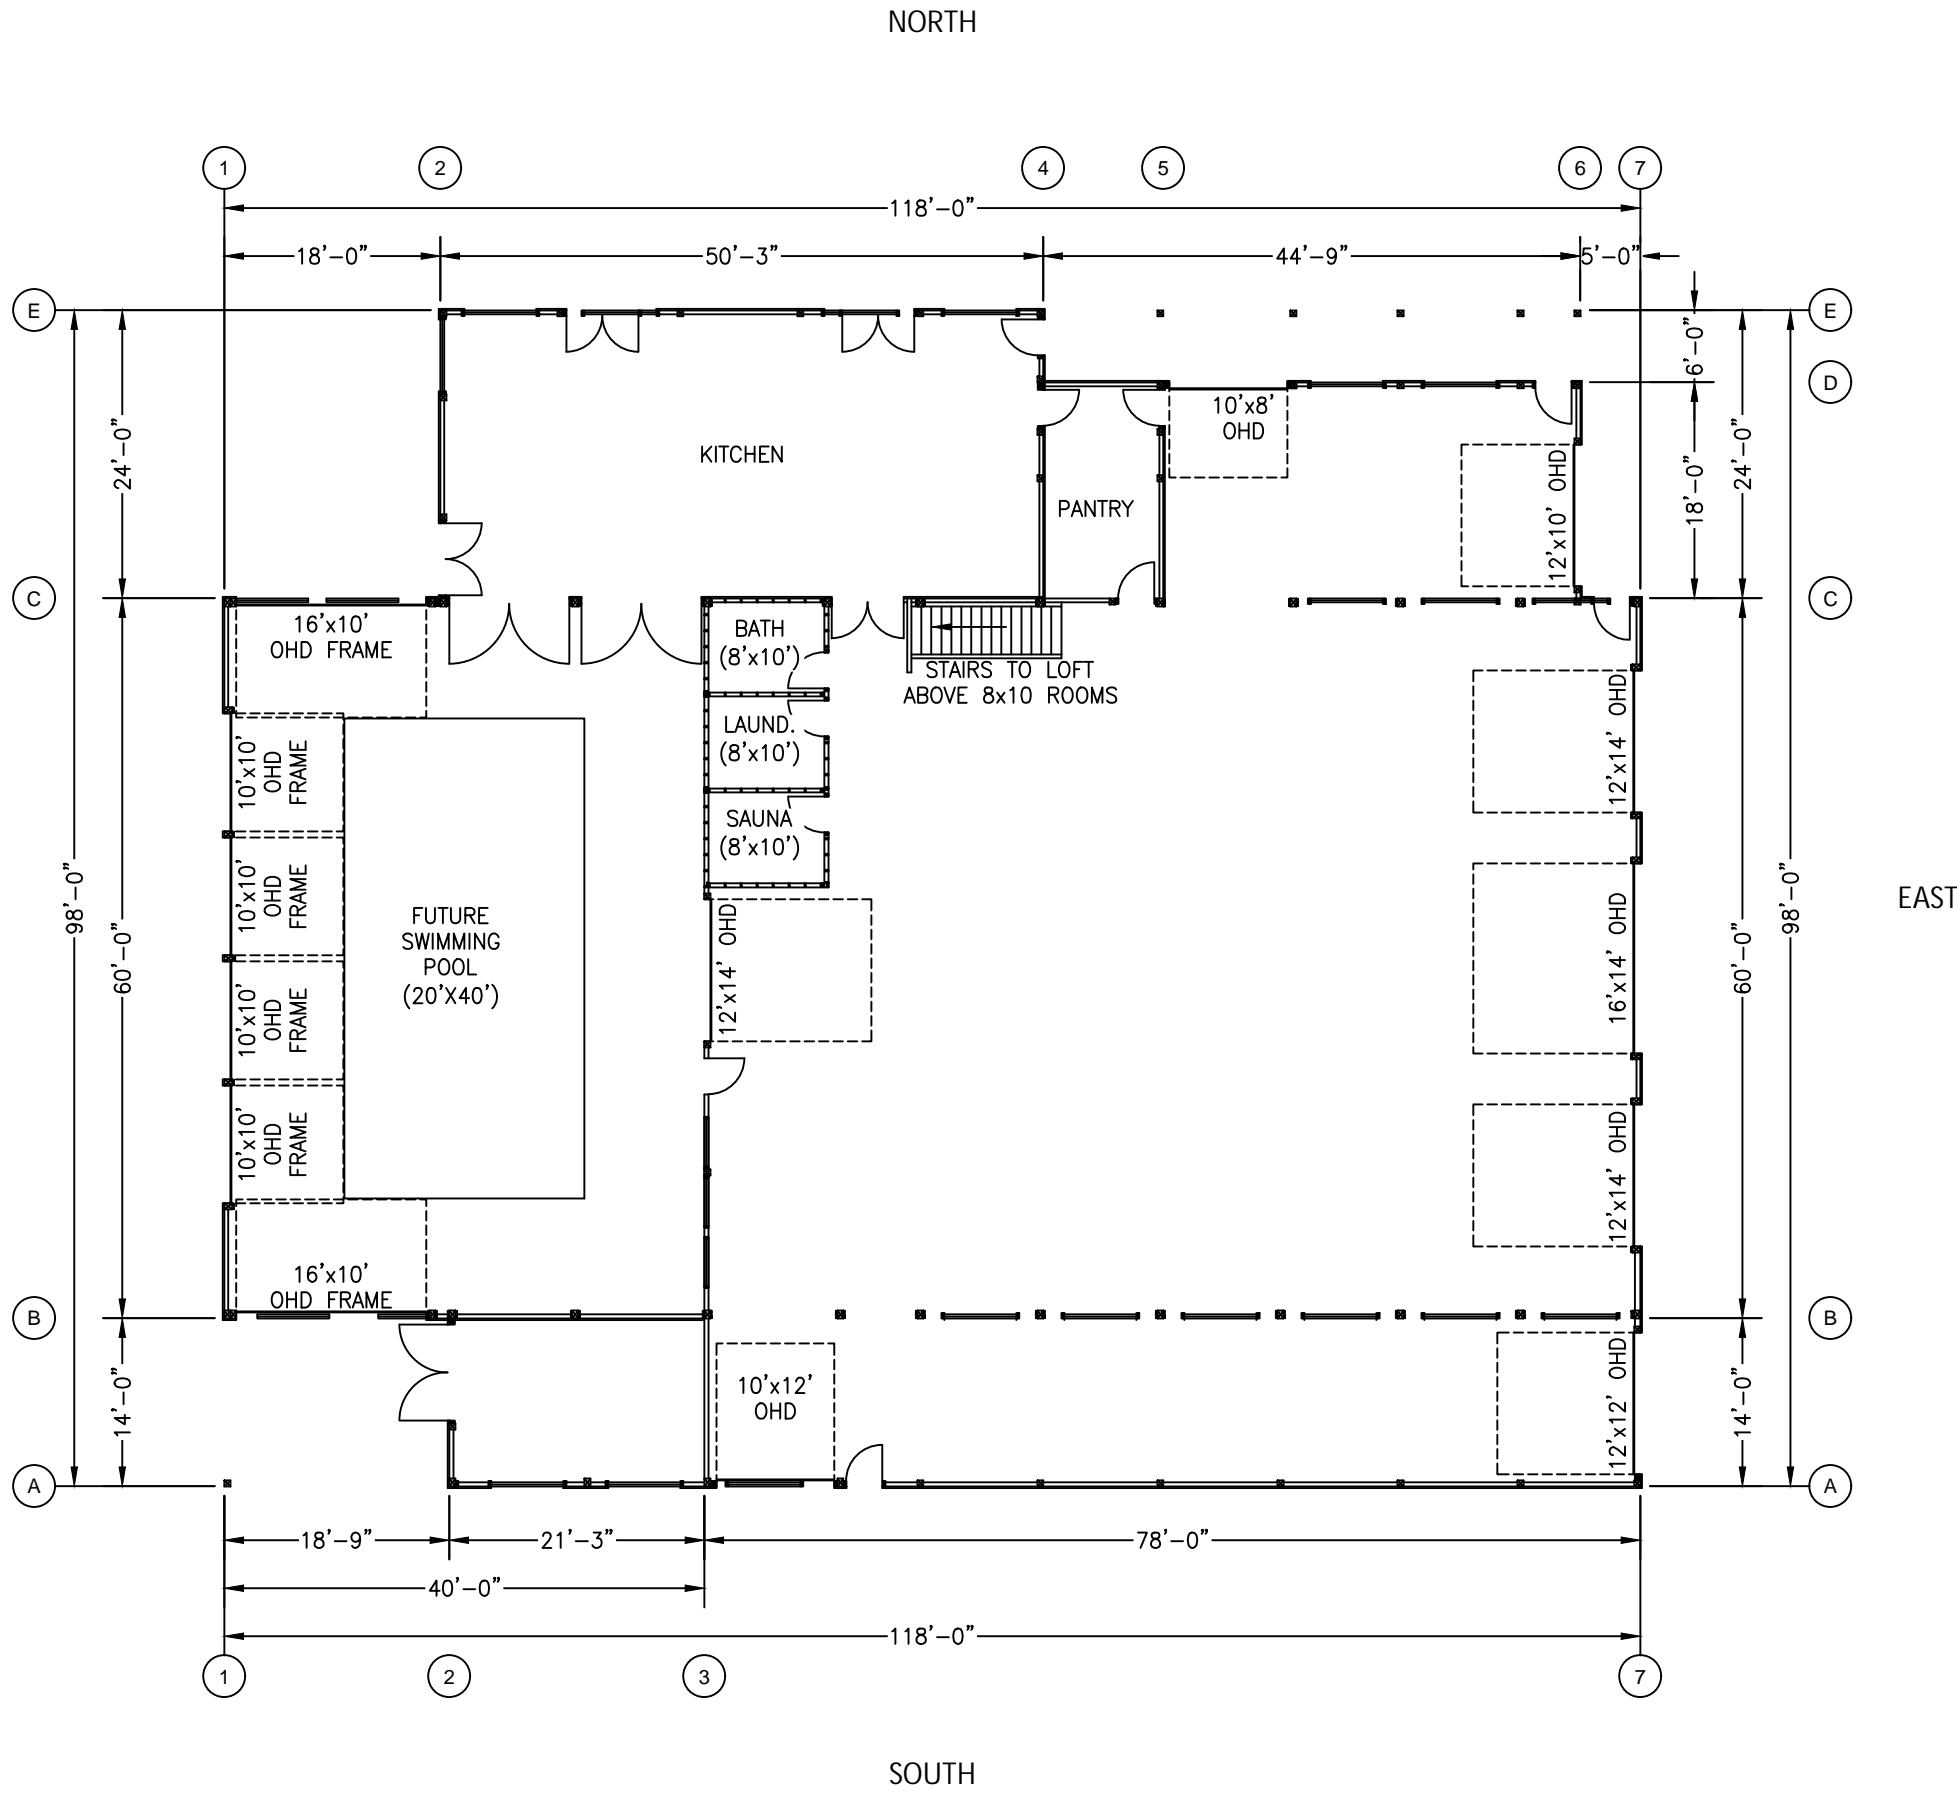 NORTH
1
2
4
5
6
7
118'-0"
18'-0"
50'-3"
44'-9"
5'-0"
E
E
6'-0"
D
24'-0"
KITCHEN
10'x8'
OHD
12'x10' OHD
PANTRY
18'-0"
24'-0"
C
C
16'x10'
OHD FRAME
BATH
(8'x10')
STAIRS TO LOFT
ABOVE 8x10 ROOMS
LAUND.
(8'x10')
SAUNA
(8'x10')
10'x10'
OHD
FRAME
10'x10'
OHD
FRAME
10'x10'
OHD
FRAME
10'x10'
OHD
FRAME
FUTURE
SWIMMING
POOL
(20'X40')
12'x14' OHD
12'x14' OHD
16'x14' OHD
12'x14' OHD
98'-0"
60'-0"
60'-0"
98'-0"
EAST
16'x10'
OHD FRAME
B
B
14'-0"
10'x12'
OHD
12'x12' OHD
14'-0"
A
A
18'-9"
21'-3"
78'-0"
40'-0"
118'-0"
1
2
3
7
SOUTH